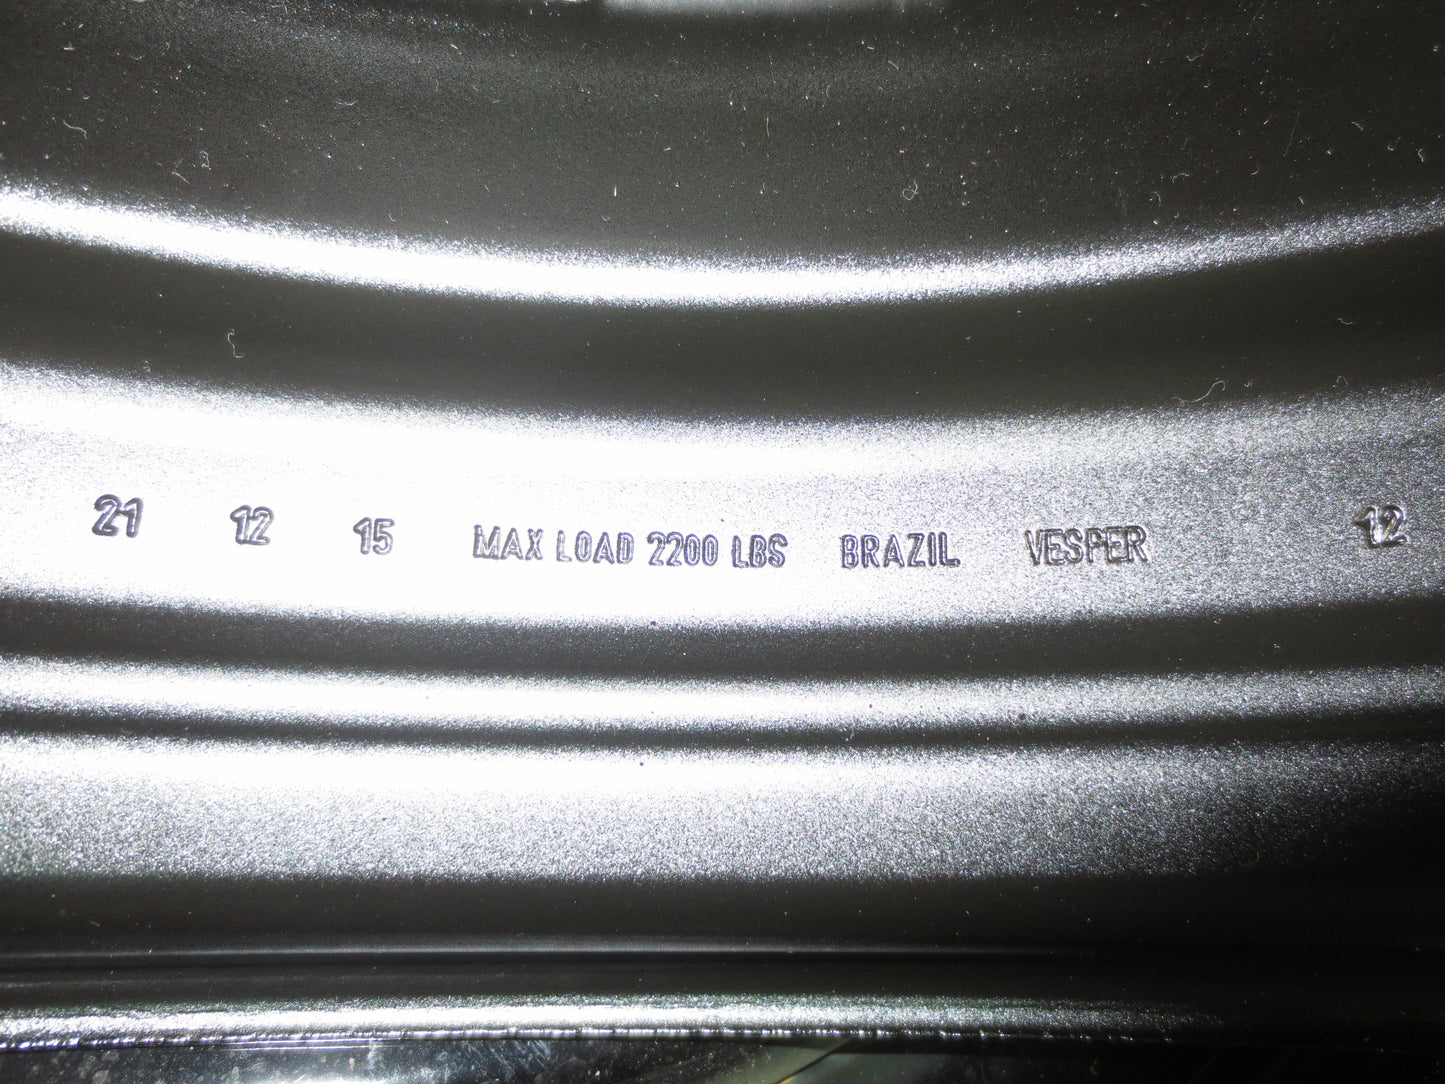 21 12 15 MAX LOAD 2200 LBS BRAZIL VESPER 12